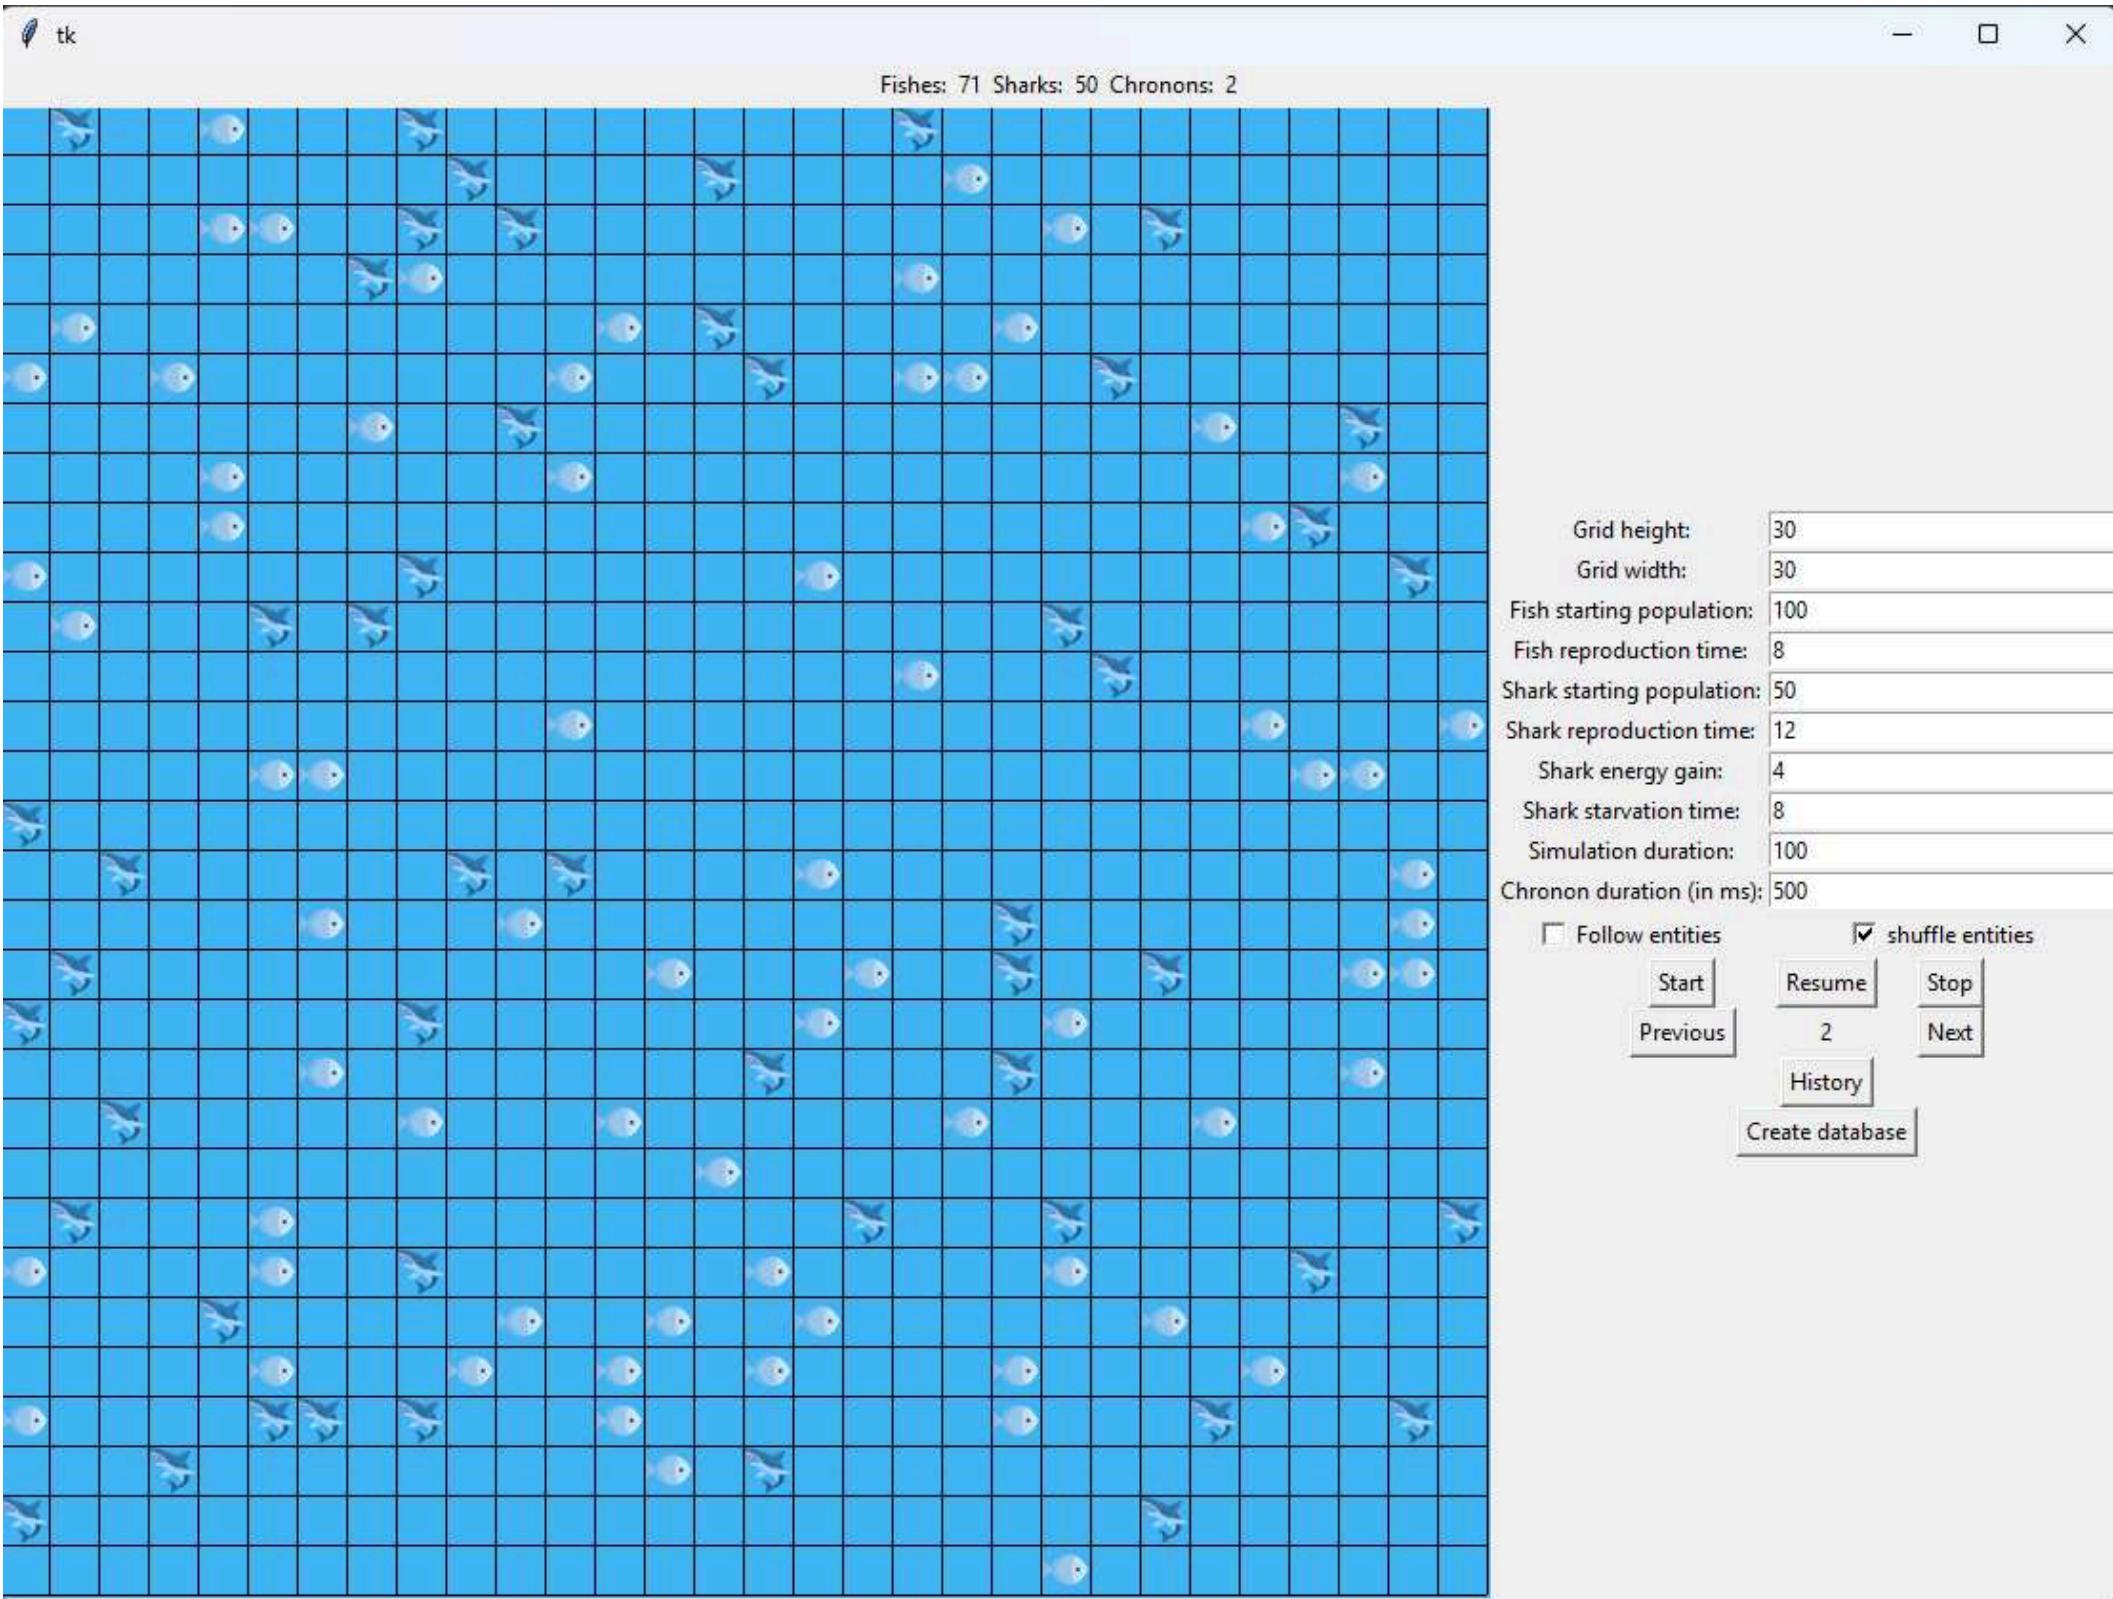 tk
Fishes: 71 Sharks: 50 Chronons: 2
Grid height: 30
Grid width: 30
Fish starting population: 100
Fish reproduction time: 8
Shark starting population: 50
Shark reproduction time: 12
Shark energy gain: 4
Shark starvation time: 8
Simulation duration: 100
Chronon duration (in ms): 500
Follow entities shuffle entities
Start Resume Stop
Previous 2 Next
History
Create database